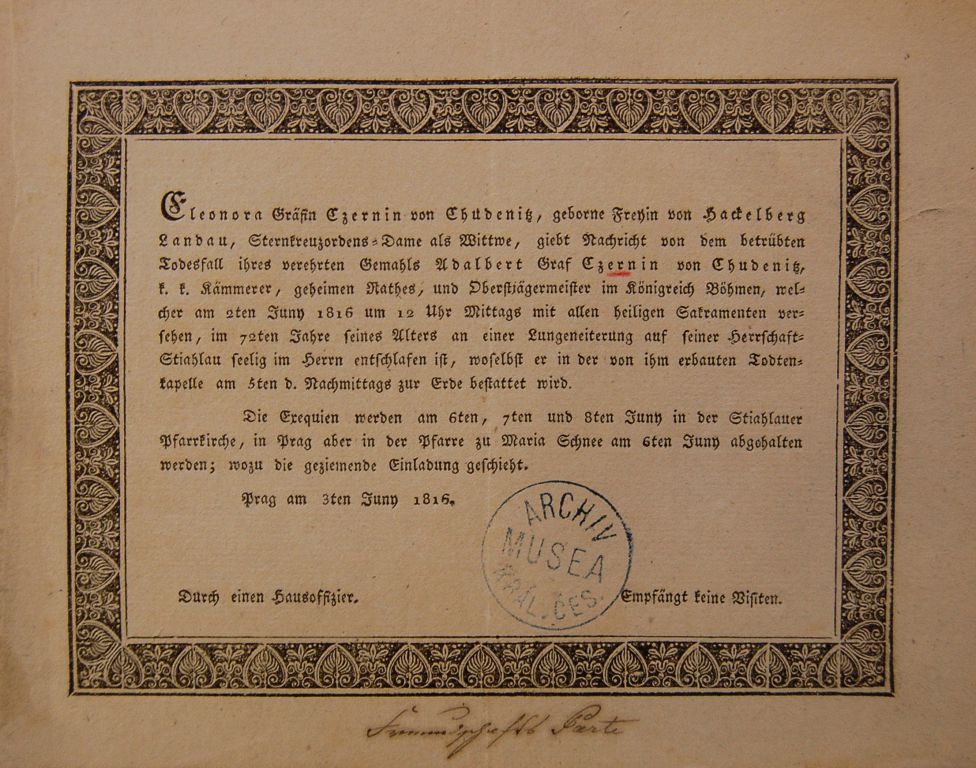 Eleonora Gräfin Czernin von Chudenitz, geborne Freyin von Hackelberg
Landau, Sternkreuzordens-Dame als Wittwe, giebt Nachricht von dem betrübten
Todesfall ihres verehrten Gemahls Adalbert Graf Czernin von Chudenitz,
k. k. Kämmerer, geheimen Rathes, und Oberstjägermeister im Königreich Böhmen, wel-
cher am 2ten Juny 1816 um 12 Uhr Mittags mit allen heiligen Sakramenten ver-
sehen, im 72ten Jahre seines Alters an einer Lungeneiterung auf seiner Herrschaft-
Stiahlau seelig im Herrn entschlafen ist, woselbst er in der von ihm erbauten Todten-
kapelle am 5ten d. Nachmittags zur Erde bestattet wird.
Die Exequien werden am 6ten, 7ten und 8ten Juny in der Stiahlauer
Pfarrkirche, in Prag aber in der Pfarre zu Maria Schnee am 6ten Juny abgehalten
werden; wozu die geziemende Einladung geschieht.
Prag am 3ten Juny 1816.
ARCHIV
MUSEA
KRÁL. ČES.
Durch einen Hausoffizier. Empfängt keine Visiten.
Freundschafts Parte